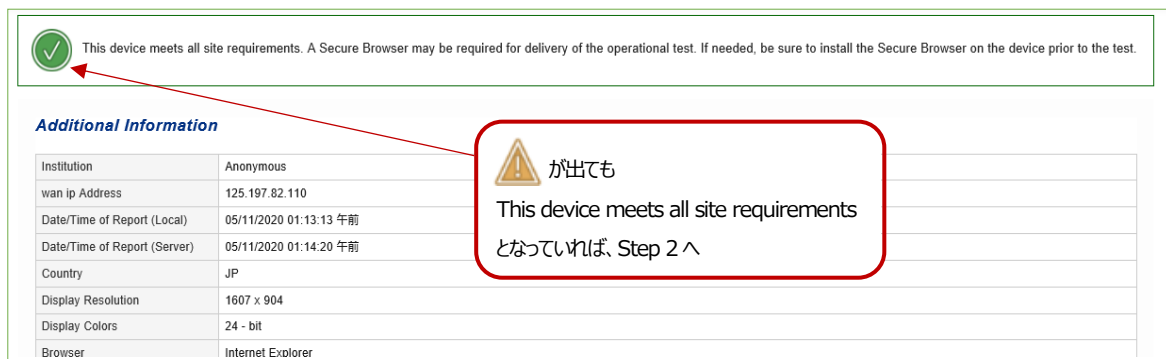 This device meets all site requirements. A Secure Browser may be required for delivery of the operational test. If needed, be sure to install the Secure Browser on the device prior to the test.
Additional Information
Institution Anonymous
wan ip Address 125.197.82.110
Date/Time of Report (Local) 05/11/2020 01:13:13 午前
Date/Time of Report (Server) 05/11/2020 01:14:20 午前
Country JP
Display Resolution 1607 x 904
Display Colors 24 - bit
Browser Internet Explorer
が出ても
This device meets all site requirements
となっていれば、Step 2 へ